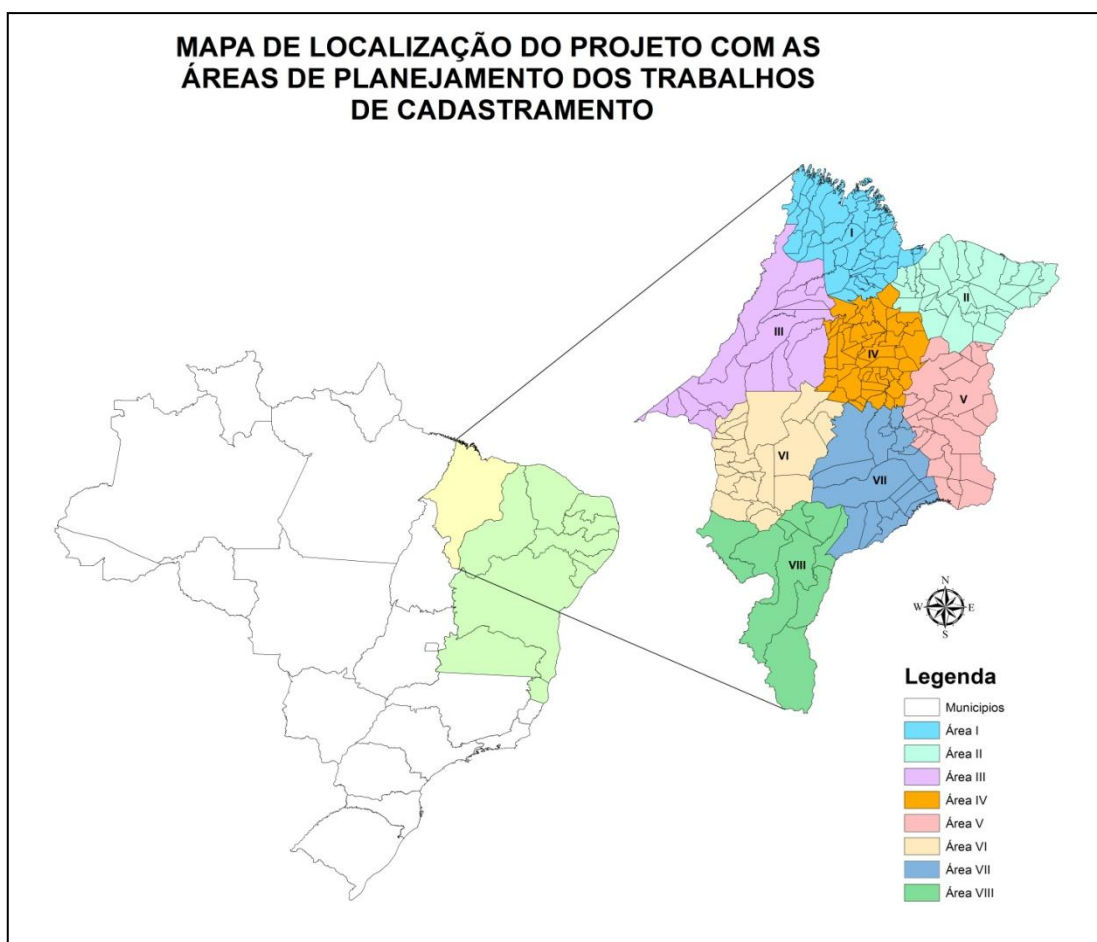 MAPA DE LOCALIZAÇÃO DO PROJETO COM AS
ÁREAS DE PLANEJAMENTO DOS TRABALHOS
DE CADASTRAMENTO
I
II
III
IV
V
VI
VII
VIII
N
W E
S
Legenda
Municipios
Área I
Área II
Área III
Área IV
Área V
Área VI
Área VII
Área VIII